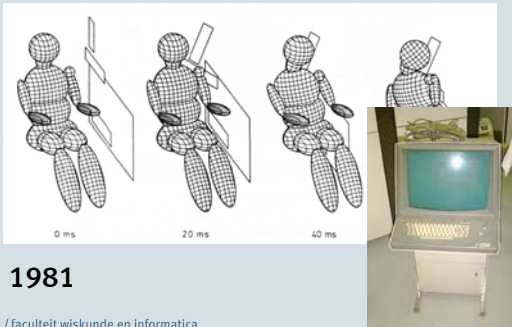 0 ms
20 ms
40 ms
1981
/ faculteit wiskunde en informatica